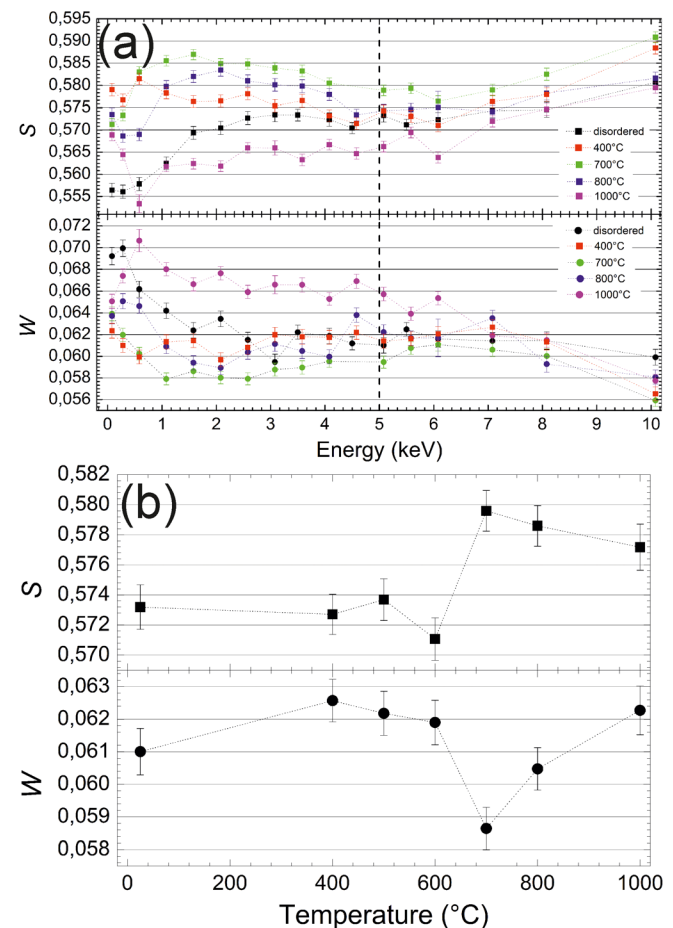 (a)
0,595
0,590
0,585
0,580
0,575
0,570
0,565
0,560
0,555
S
disordered
400°C
700°C
800°C
1000°C
0,072
0,070
0,068
0,066
0,064
0,062
0,060
0,058
0,056
W
disordered
400°C
700°C
800°C
1000°C
0 1 2 3 4 5 6 7 8 9 10
Energy (keV)
(b)
0,582
0,580
0,578
0,576
0,574
0,572
0,570
S
0,063
0,062
0,061
0,060
0,059
0,058
W
0 200 400 600 800 1000
Temperature (°C)